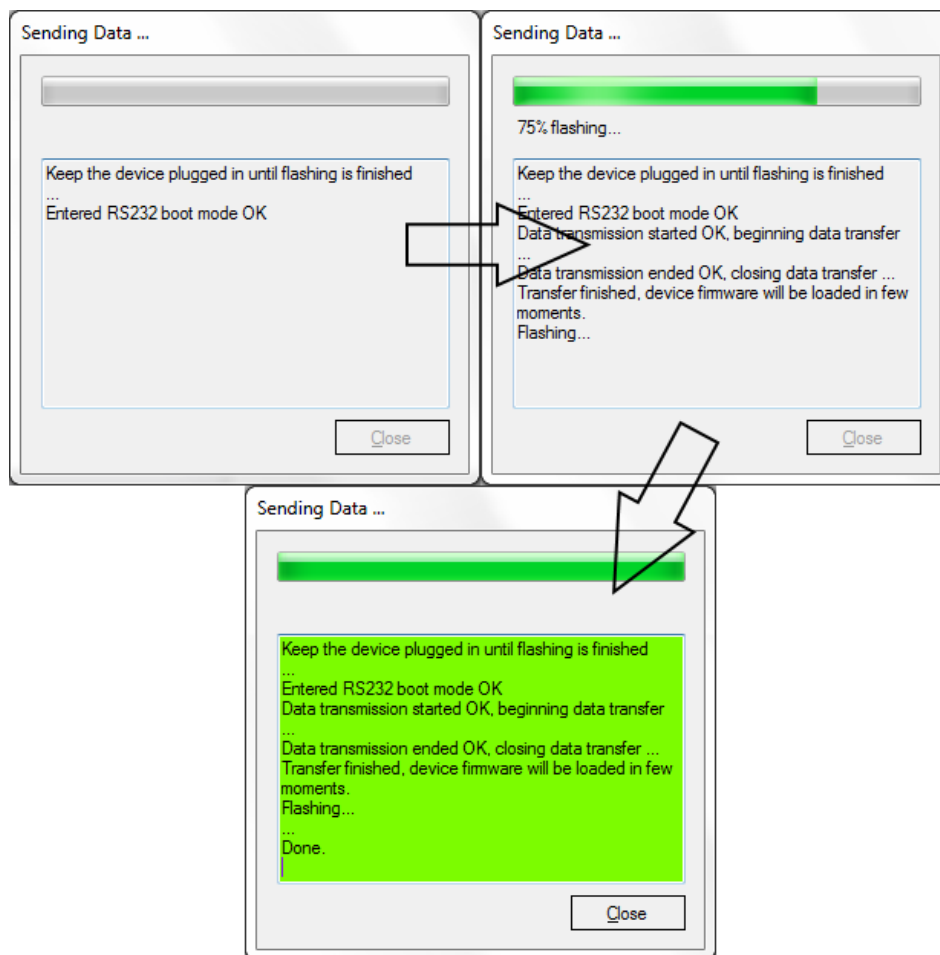 Sending Data ...
Keep the device plugged in until flashing is finished
...
Entered RS232 boot mode OK
Close
Sending Data ...
75% flashing...
Keep the device plugged in until flashing is finished
...
Entered RS232 boot mode OK
Data transmission started OK, beginning data transfer
...
Data transmission ended OK, closing data transfer ...
Transfer finished, device firmware will be loaded in few
moments.
Flashing...
Close
Sending Data ...
Keep the device plugged in until flashing is finished
...
Entered RS232 boot mode OK
Data transmission started OK, beginning data transfer
...
Data transmission ended OK, closing data transfer ...
Transfer finished, device firmware will be loaded in few
moments.
Flashing...
...
Done.
Close